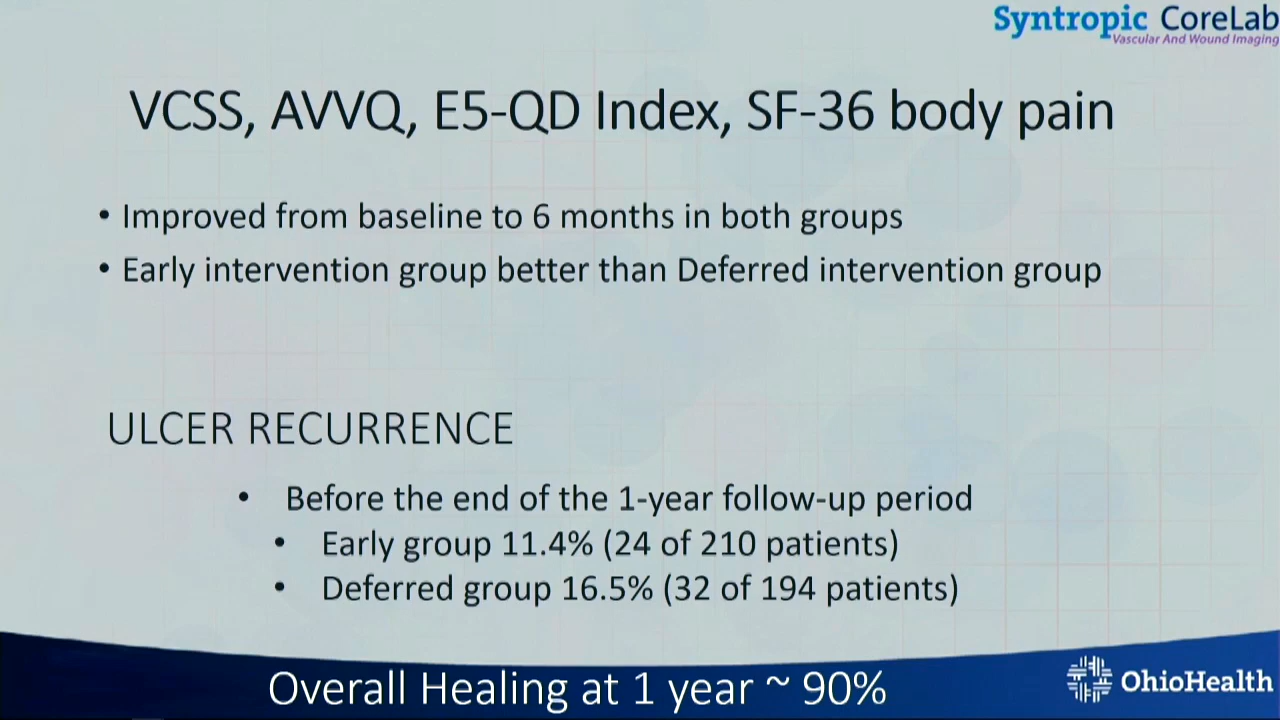 Syntropic CoreLab
Vascular And Wound Imaging
VCSS, AVVQ, E5-QD Index, SF-36 body pain
• Improved from baseline to 6 months in both groups
• Early intervention group better than Deferred intervention group
ULCER RECURRENCE
• Before the end of the 1-year follow-up period
• Early group 11.4% (24 of 210 patients)
• Deferred group 16.5% (32 of 194 patients)
Overall Healing at 1 year ~ 90%
OhioHealth